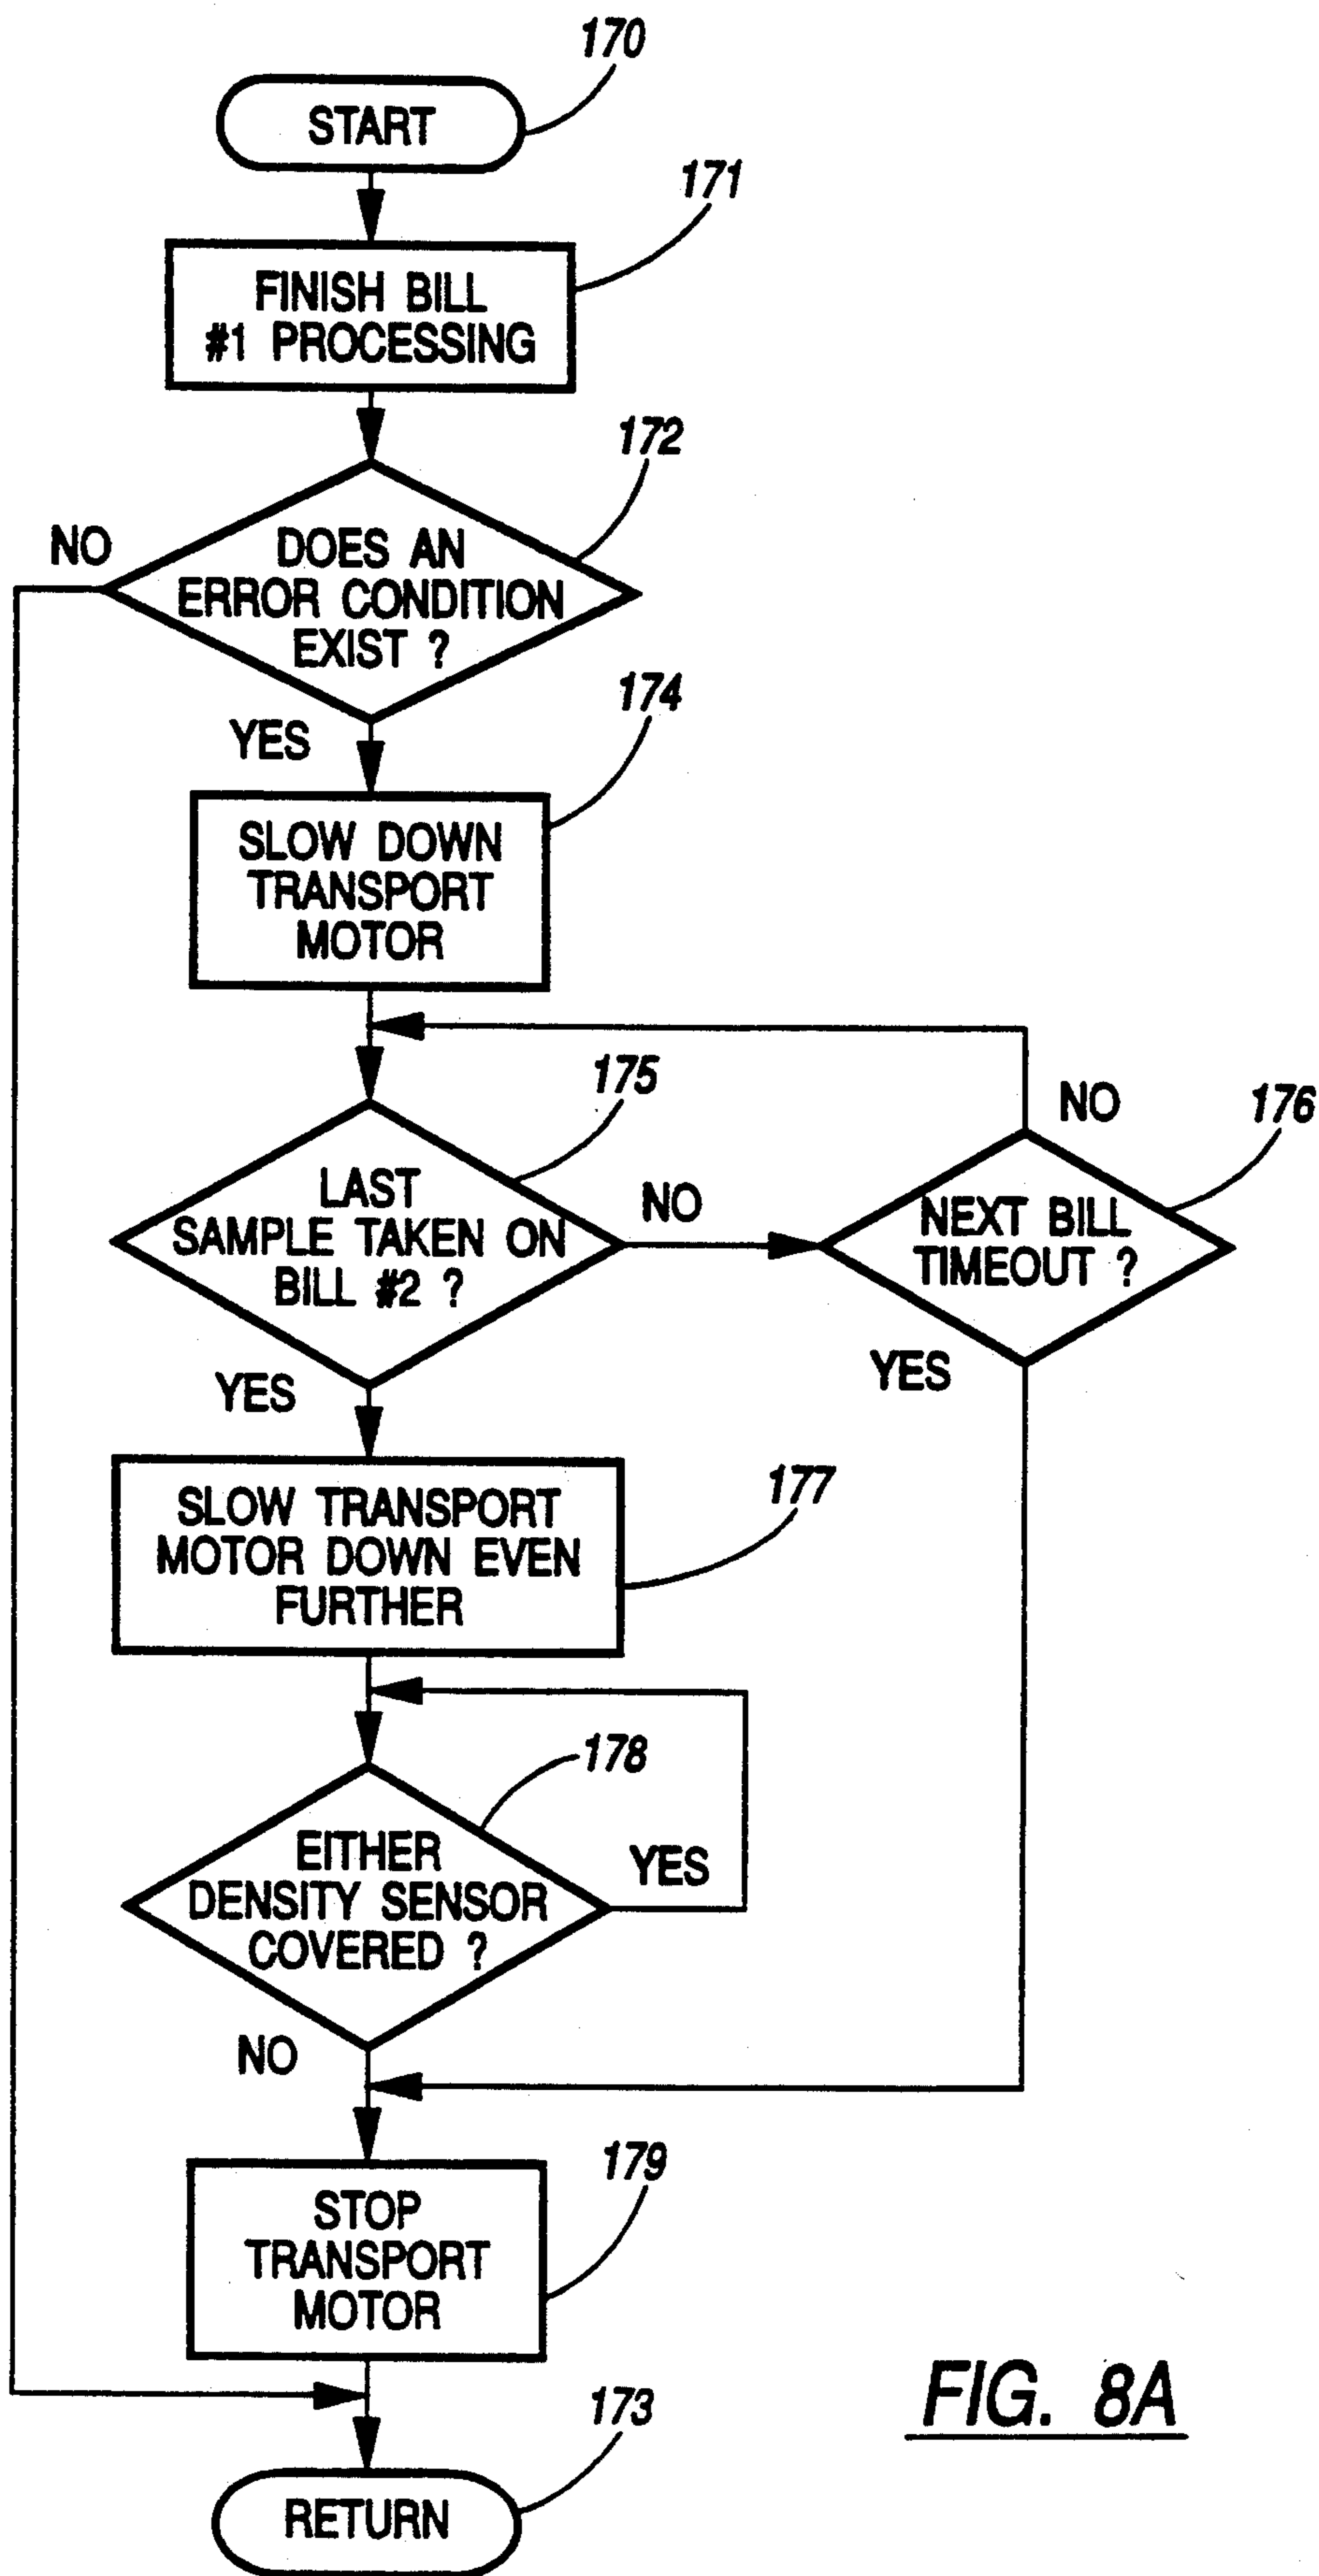 170
START
171
FINISH BILL
#1 PROCESSING
172
NO
DOES AN
ERROR CONDITION
EXIST ?
174
YES
SLOW DOWN
TRANSPORT
MOTOR
175
NO
176
LAST
SAMPLE TAKEN ON
BILL #2 ?
NO
NEXT BILL
TIMEOUT ?
YES
YES
177
SLOW TRANSPORT
MOTOR DOWN EVEN
FURTHER
178
EITHER
DENSITY SENSOR
COVERED ?
YES
NO
179
STOP
TRANSPORT
MOTOR
173
RETURN
FIG. 8A